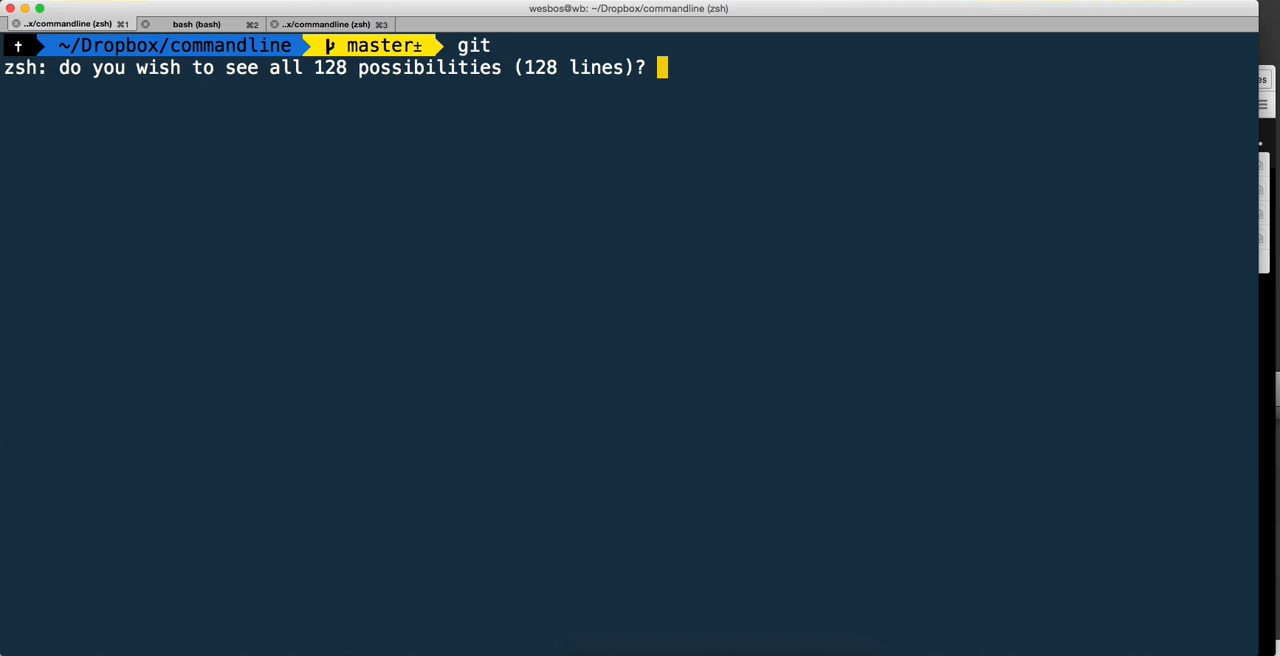 wesbos@wb: ~/Dropbox/commandline (zsh)
..x/commandline (zsh) ⌘1 bash (bash) ⌘2 ..x/commandline (zsh) ⌘3
✝ ~/Dropbox/commandline master± git
zsh: do you wish to see all 128 possibilities (128 lines)?
es